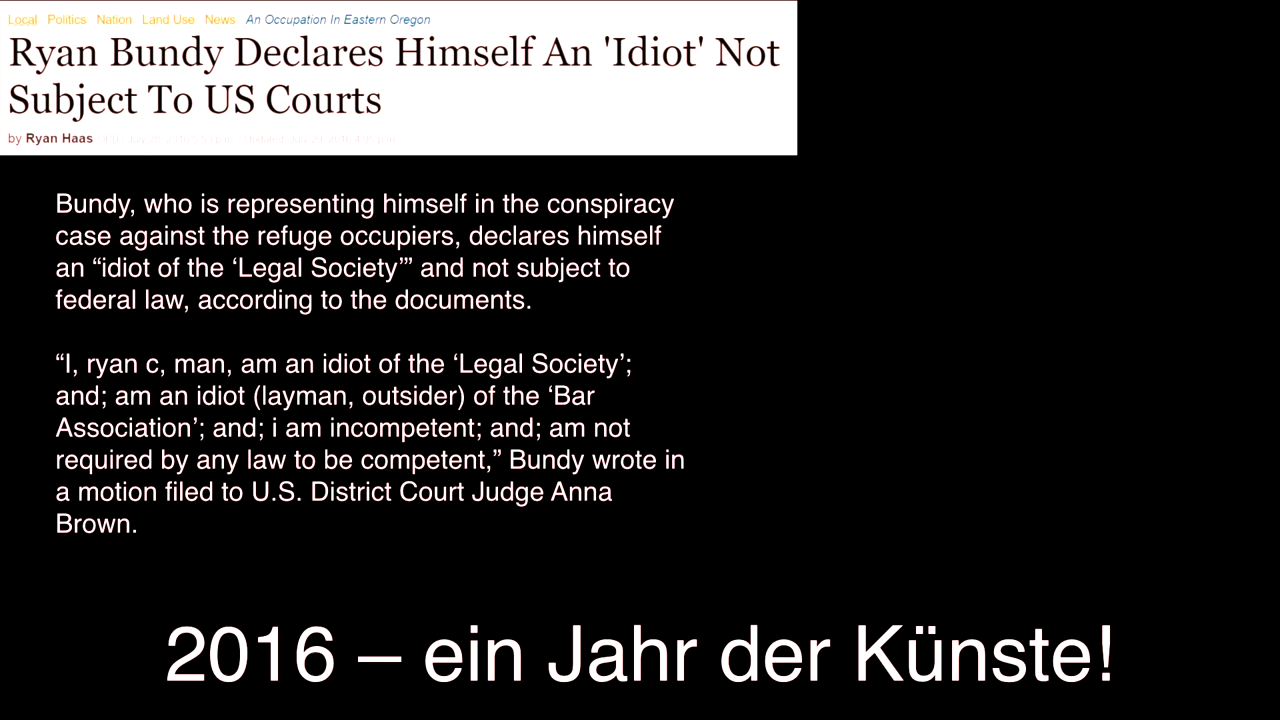 Local Politics Nation Land Use News An Occupation In Eastern Oregon
Ryan Bundy Declares Himself An 'Idiot' Not
Subject To US Courts
by Ryan Haas
Bundy, who is representing himself in the conspiracy
case against the refuge occupiers, declares himself
an “idiot of the ‘Legal Society’” and not subject to
federal law, according to the documents.
“I, ryan c, man, am an idiot of the ‘Legal Society’;
and; am an idiot (layman, outsider) of the ‘Bar
Association’; and; i am incompetent; and; am not
required by any law to be competent,” Bundy wrote in
a motion filed to U.S. District Court Judge Anna
Brown.
2016 – ein Jahr der Künste!